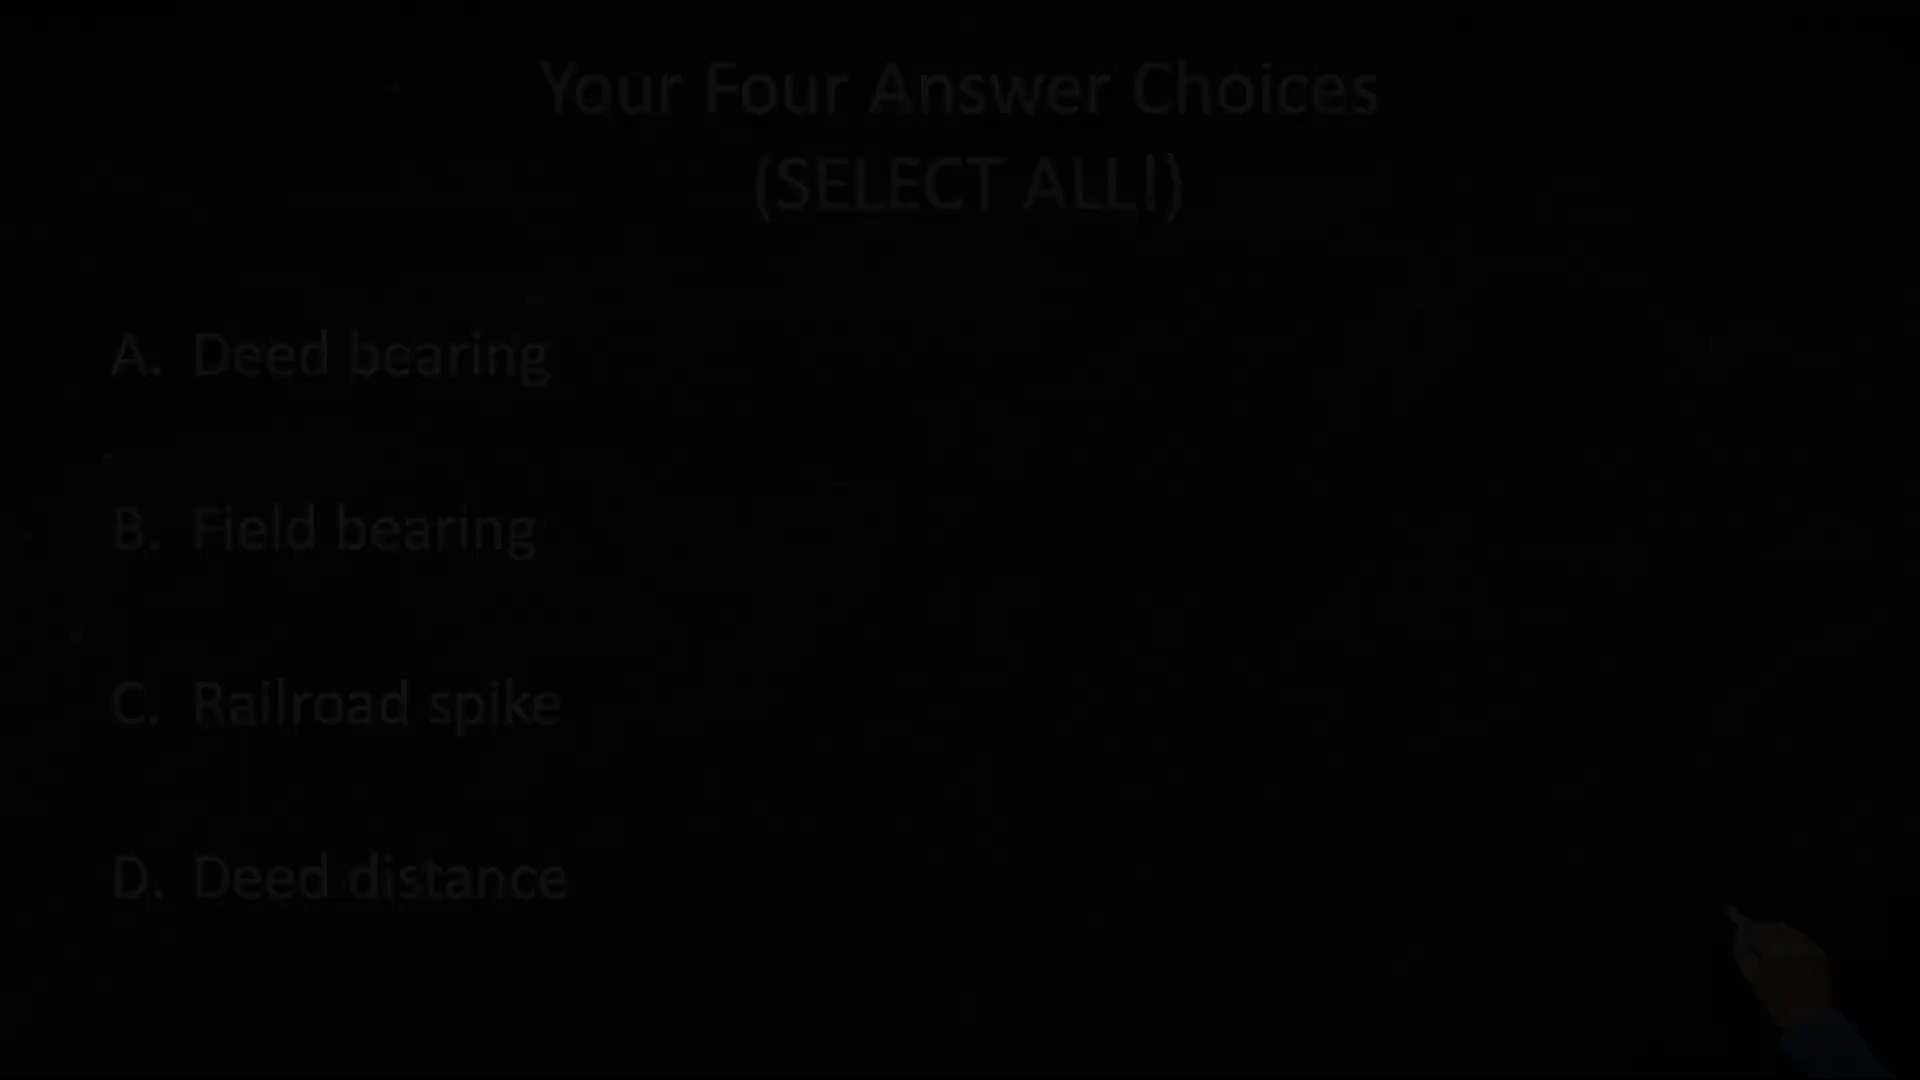 Your Four Answer Choices
(SELECT ALL!)
A. Deed bearing
B. Field bearing
C. Railroad spike
D. Deed distance